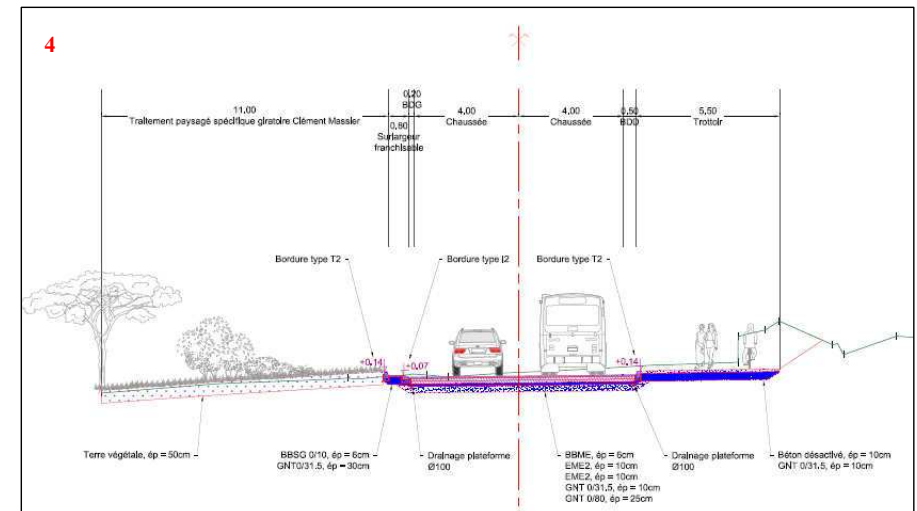 4
11,00
Traitement paysagé spécifique giratoire Clément Massier
0,80
Surlargeur
franchisable
0,20
BDG
4,00
Chaussée
4,00
Chaussée
0,50
BDD
5,50
Trottoir
Bordure type T2
Bordure type I2
Bordure type T2
+0,14
+0,07
+0,14
Terre végétale, ép = 50cm
BBSG 0/10, ép = 6cm
GNT0/31.5, ép = 30cm
Drainage plateforme
Ø100
BBME, ép = 6cm
EME2, ép = 10cm
EME2, ép = 10cm
GNT 0/31.5, ép = 10cm
GNT 0/80, ép = 25cm
Drainage plateforme
Ø100
Béton désactivé, ép = 10cm
GNT 0/31.5, ép = 10cm